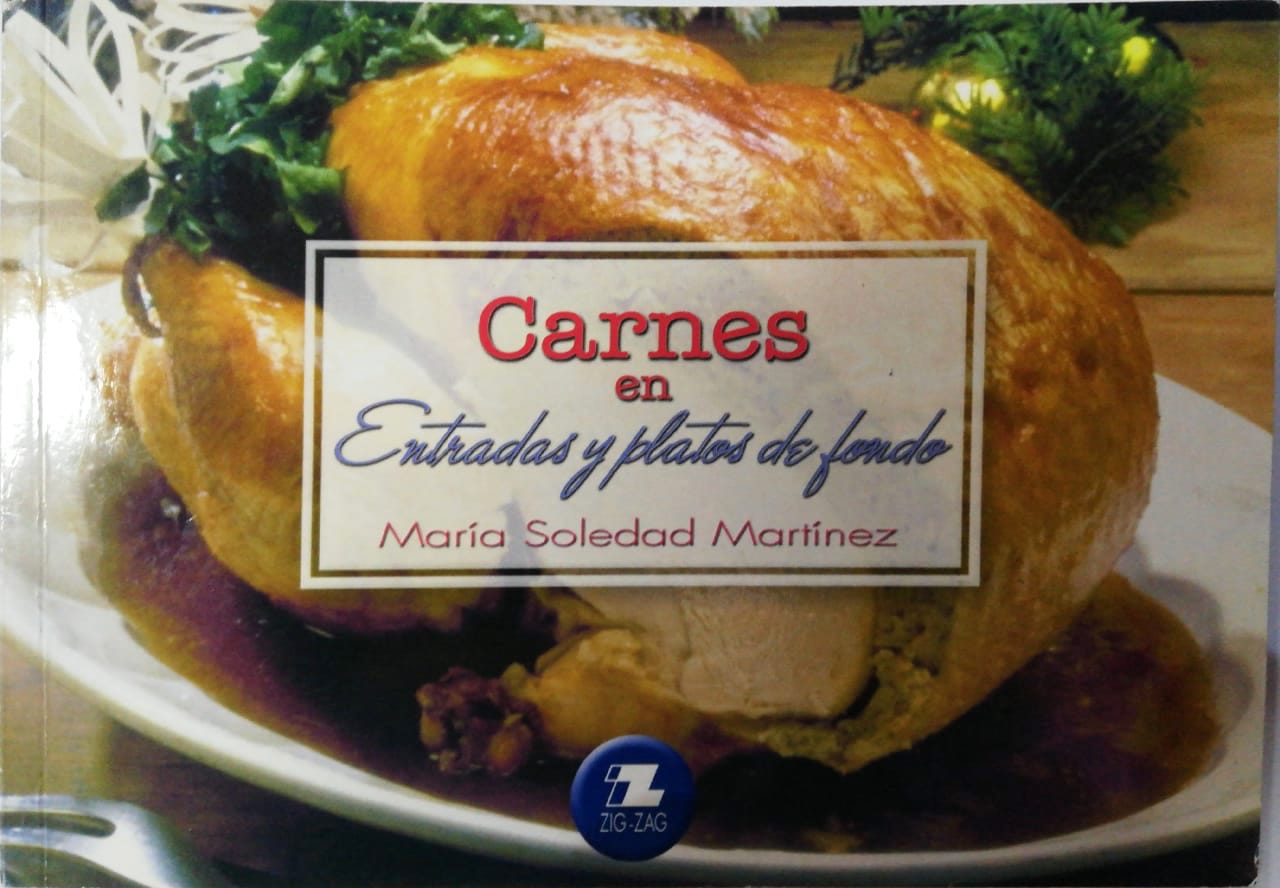 Carnes
en
Entradas y platos de fondo
María Soledad Martínez
ZIG-ZAG